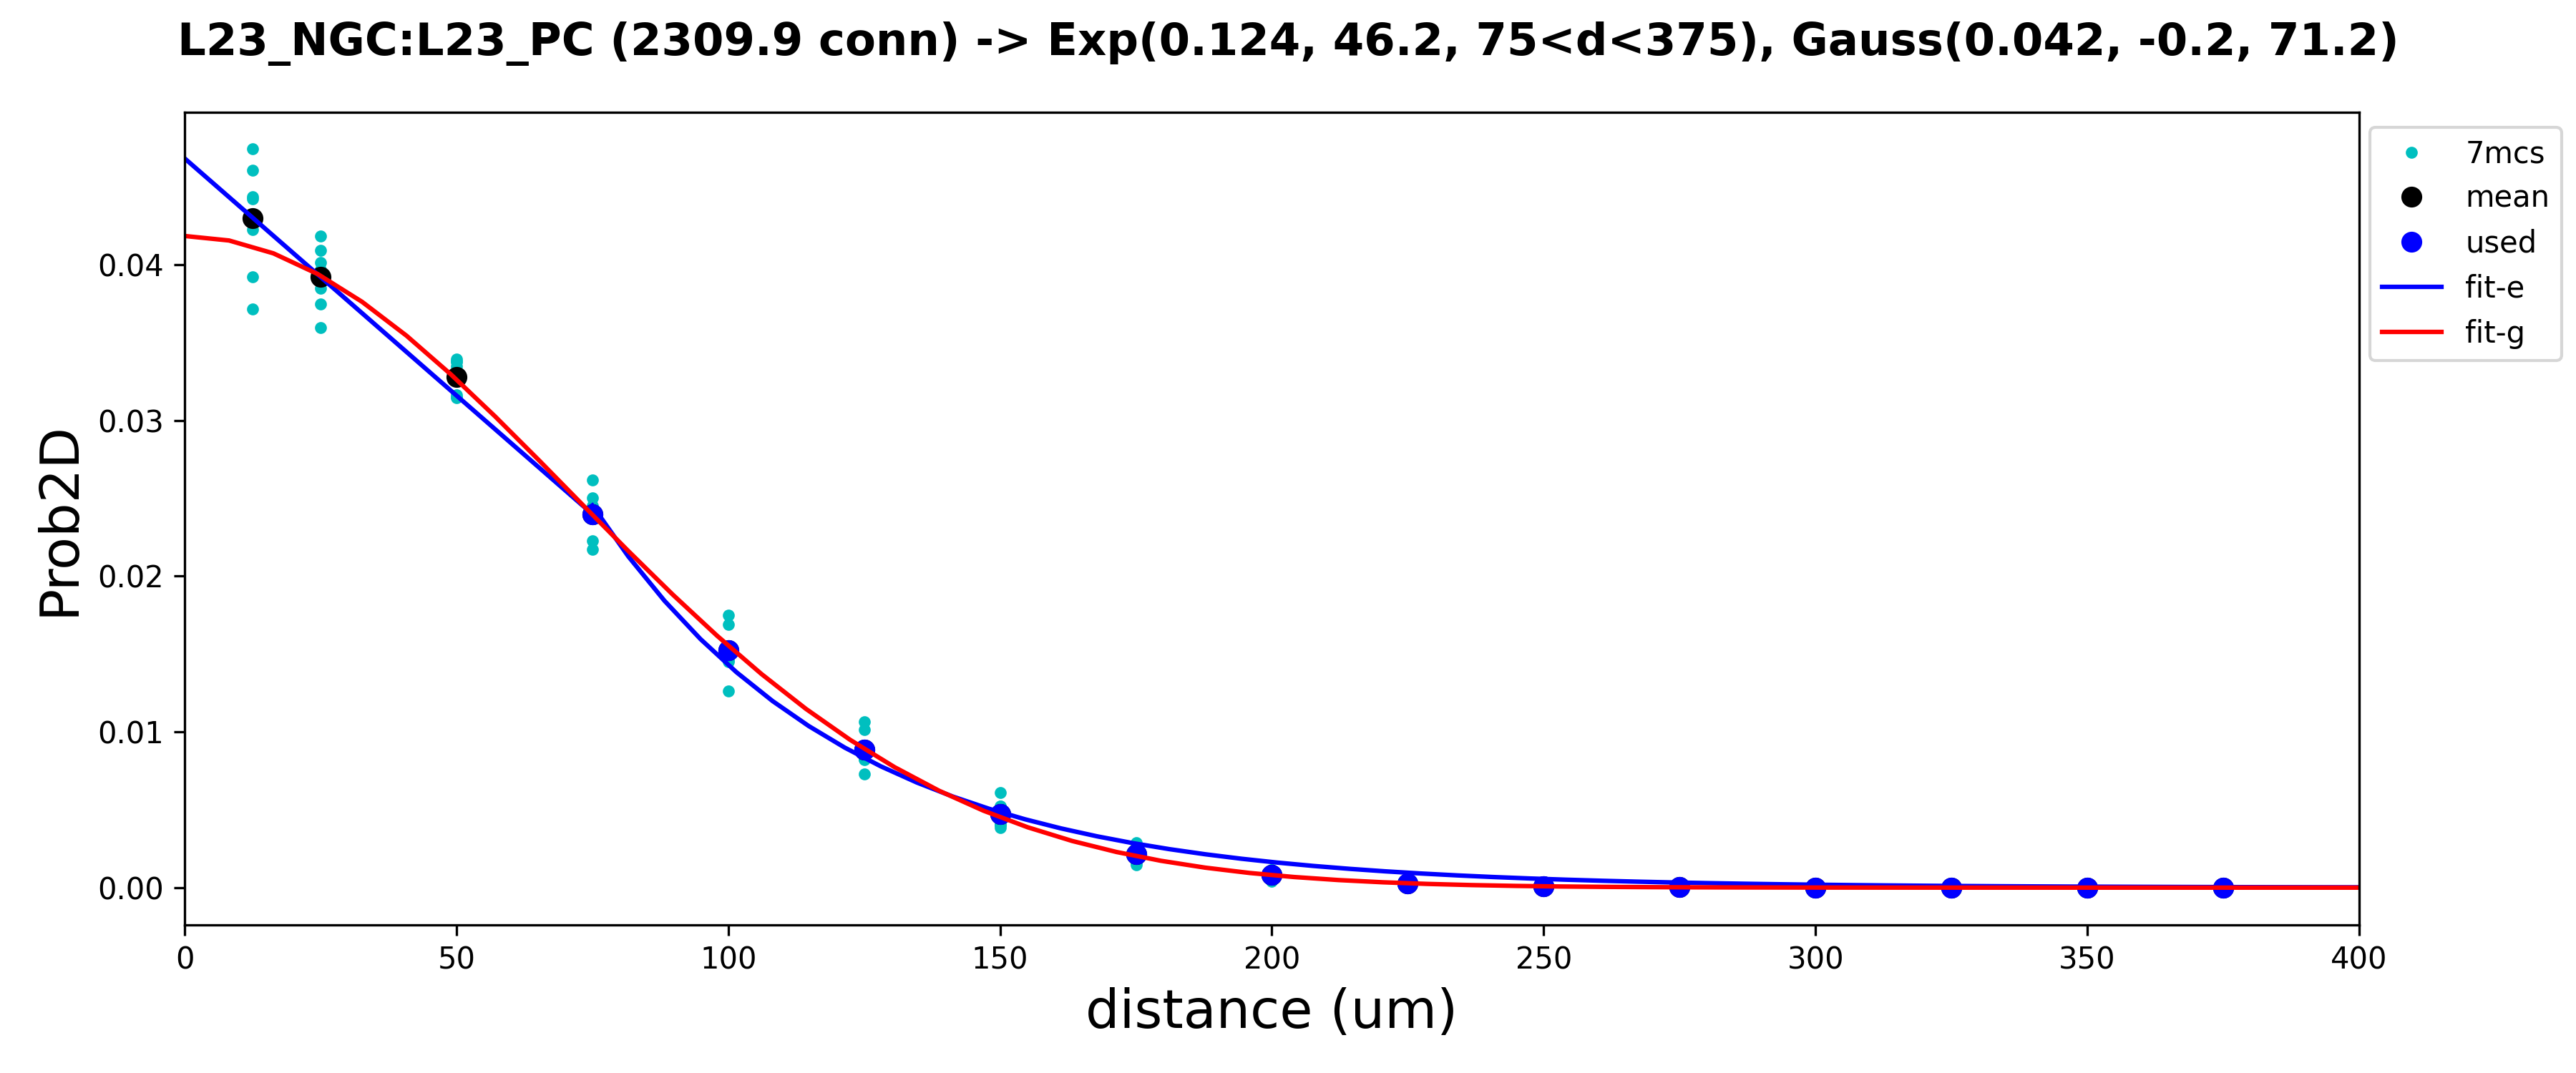 L23_NGC:L23_PC (2309.9 conn) -> Exp(0.124, 46.2, 75<d<375), Gauss(0.042, -0.2, 71.2)
7mcs
mean
used
fit-e
fit-g
Prob2D
0.04
0.03
0.02
0.01
0.00
0 50 100 150 200 250 300 350 400
distance (um)